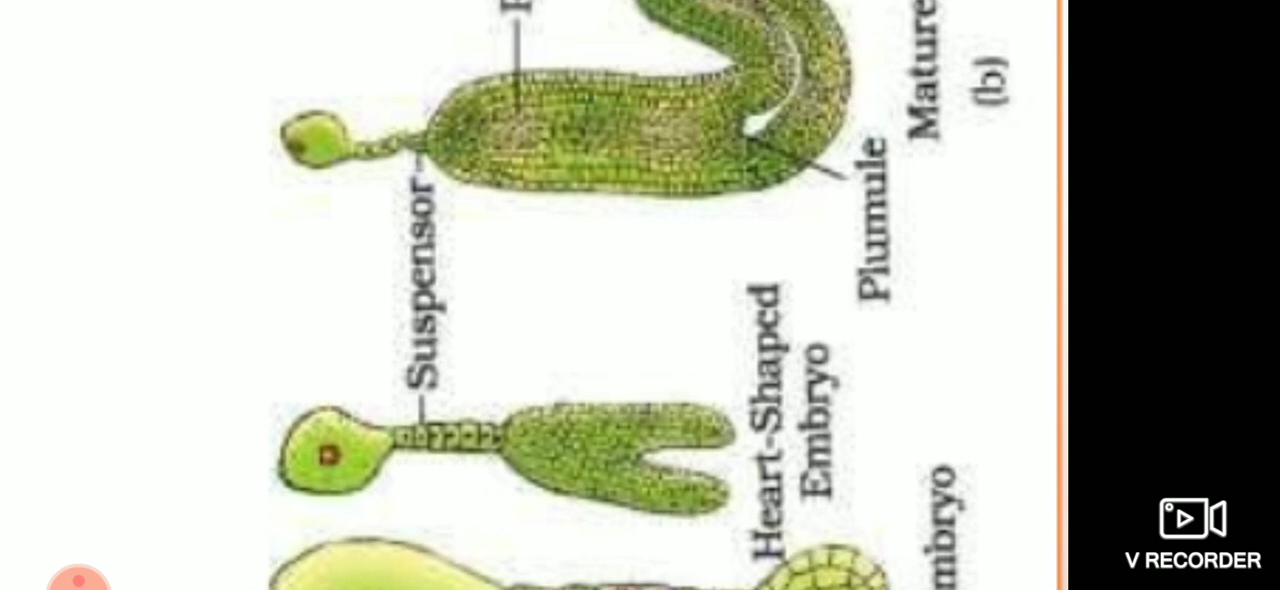 Suspensor
Plumule
Mature
(b)
Heart-Shaped
Embryo
mbryo
V RECORDER